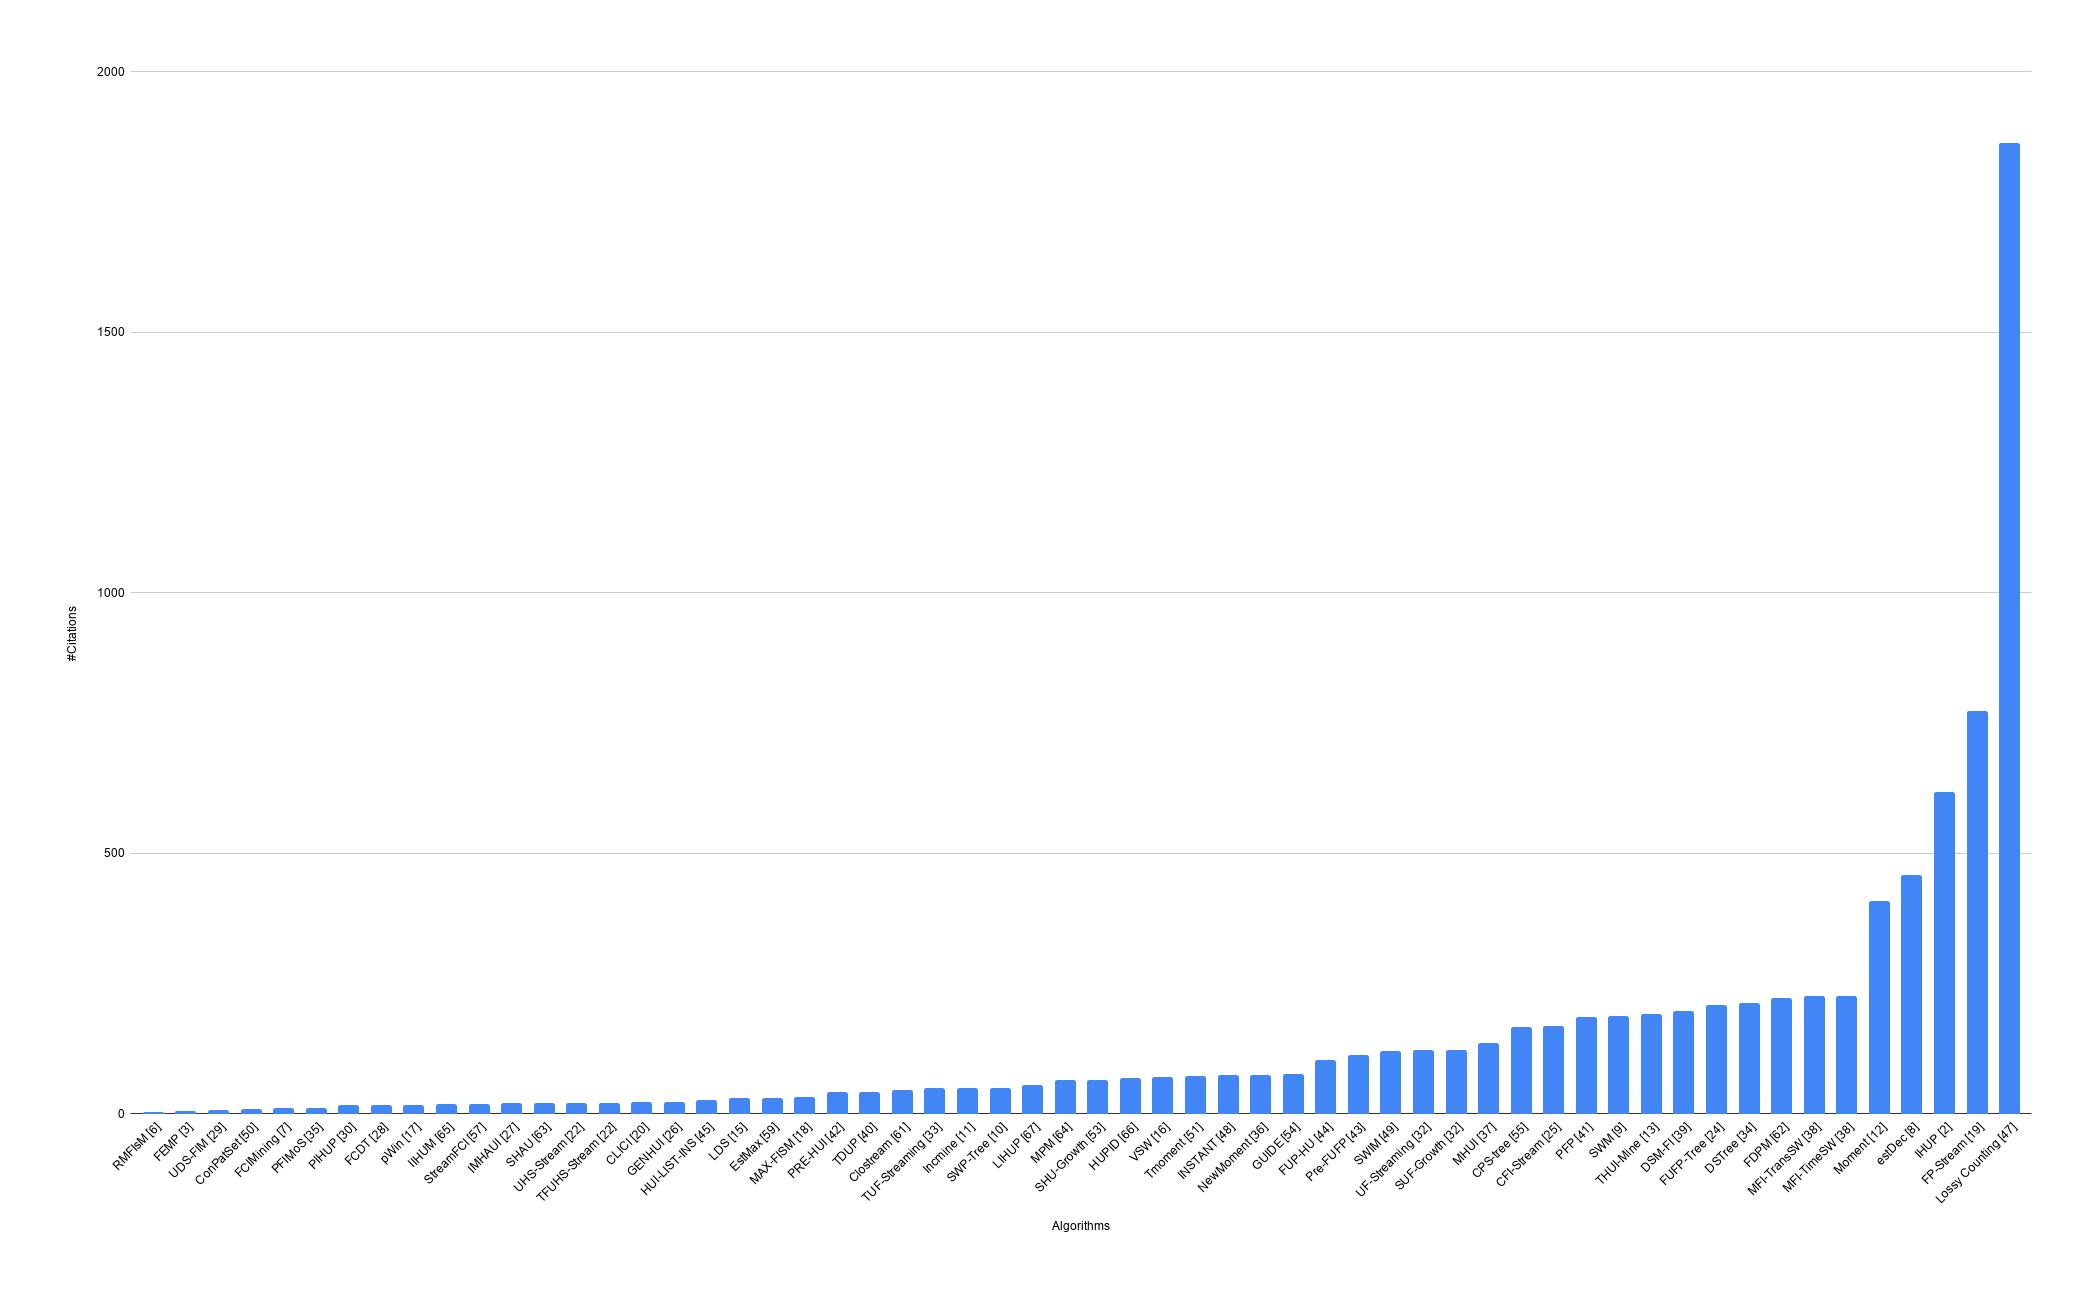 2000
1500
1000
500
0
#Citations
RMFIsM [6]
FEMP [3]
UDS-FIM [29]
ConPatSet [50]
FCIMining [7]
PFIMoS [35]
PIHUP [30]
FCDT [28]
pWin [17]
IIHUM [65]
StreamFCI [57]
IMHAUI [27]
SHAU [63]
UHS-Stream [22]
TFUHS-Stream [22]
CLICI [20]
GENHUI [26]
HUI-LIST-INS [45]
LDS [15]
EstMax [59]
MAX-FISM [18]
PRE-HUI [42]
TDUP [40]
Clostream [61]
TUF-Streaming [33]
Incmine [11]
SWP-Tree [10]
LIHUP [67]
MPM [64]
SHU-Growth [53]
HUPID [66]
VSW [16]
Tmoment [51]
INSTANT [48]
NewMoment [36]
GUIDE [54]
FUP-HU [44]
Pre-FUFP [43]
SWIM [49]
UF-Streaming [32]
SUF-Growth [32]
MHUI [37]
CPS-tree [55]
CFI-Stream [25]
PFP [41]
SWM [9]
THUI-Mine [13]
DSM-FI [39]
FUFP-Tree [24]
DSTree [34]
FDPM [62]
MFI-TransSW [38]
MFI-TimeSW [38]
Moment [12]
estDec [8]
IHUP [2]
FP-Stream [19]
Lossy Counting [47]
Algorithms